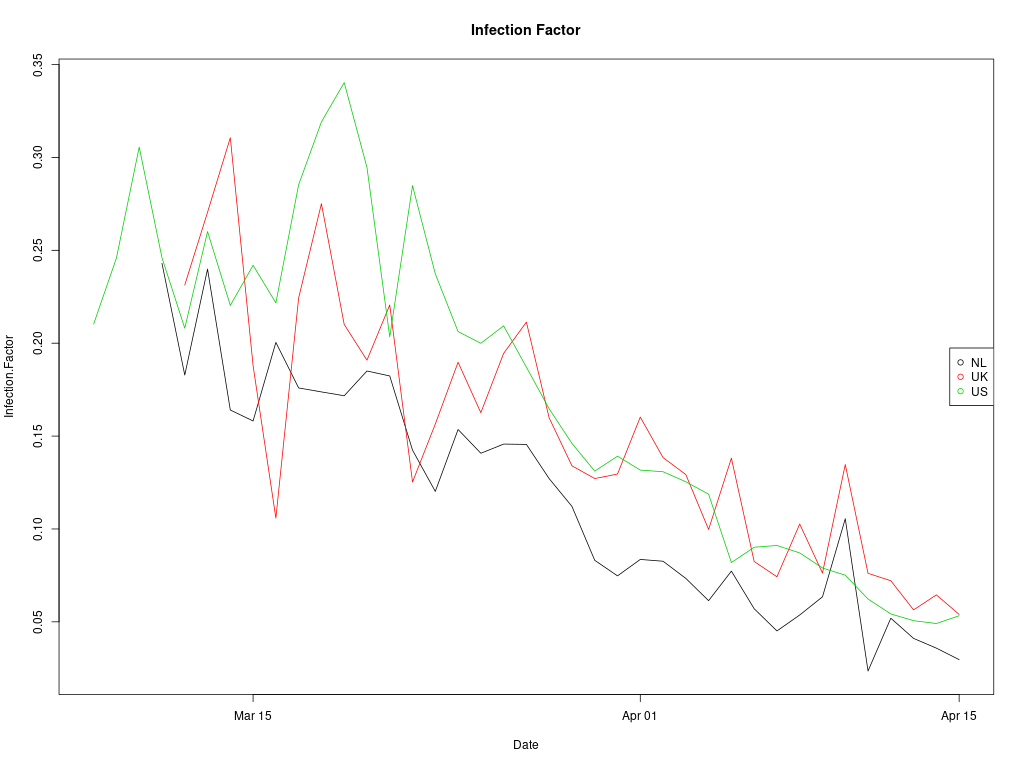 Infection Factor
Infection.Factor
0.35
0.30
0.25
0.20
0.15
0.10
0.05
NL
UK
US
Mar 15
Apr 01
Apr 15
Date